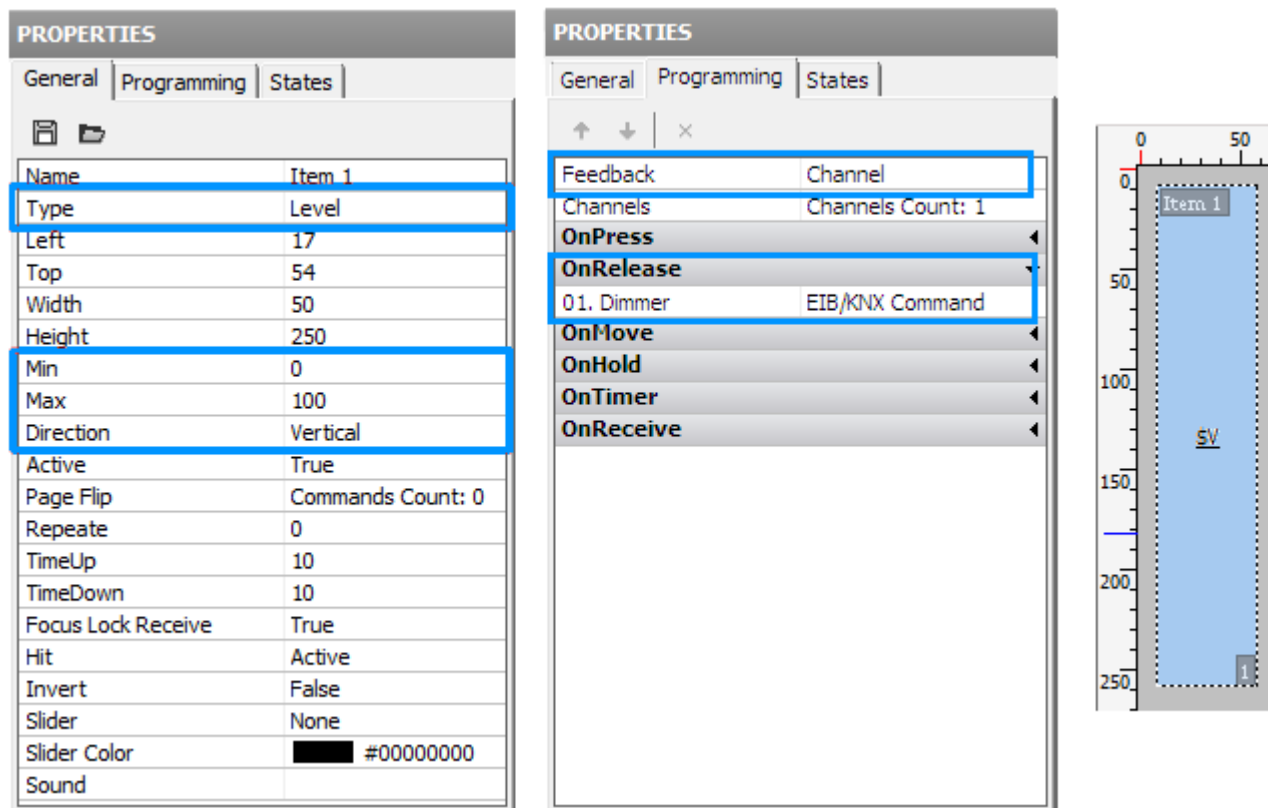 PROPERTIES
General Programming States
Name Item 1
Type Level
Left 17
Top 54
Width 50
Height 250
Min 0
Max 100
Direction Vertical
Active True
Page Flip Commands Count: 0
Repeate 0
TimeUp 10
TimeDown 10
Focus Lock Receive True
Hit Active
Invert False
Slider None
Slider Color #00000000
Sound
PROPERTIES
General Programming States
Feedback Channel
Channels Channels Count: 1
OnPress
OnRelease
01. Dimmer EIB/KNX Command
OnMove
OnHold
OnTimer
OnReceive
0 50
0
Item 1
50
100
SV
150
200
250
1